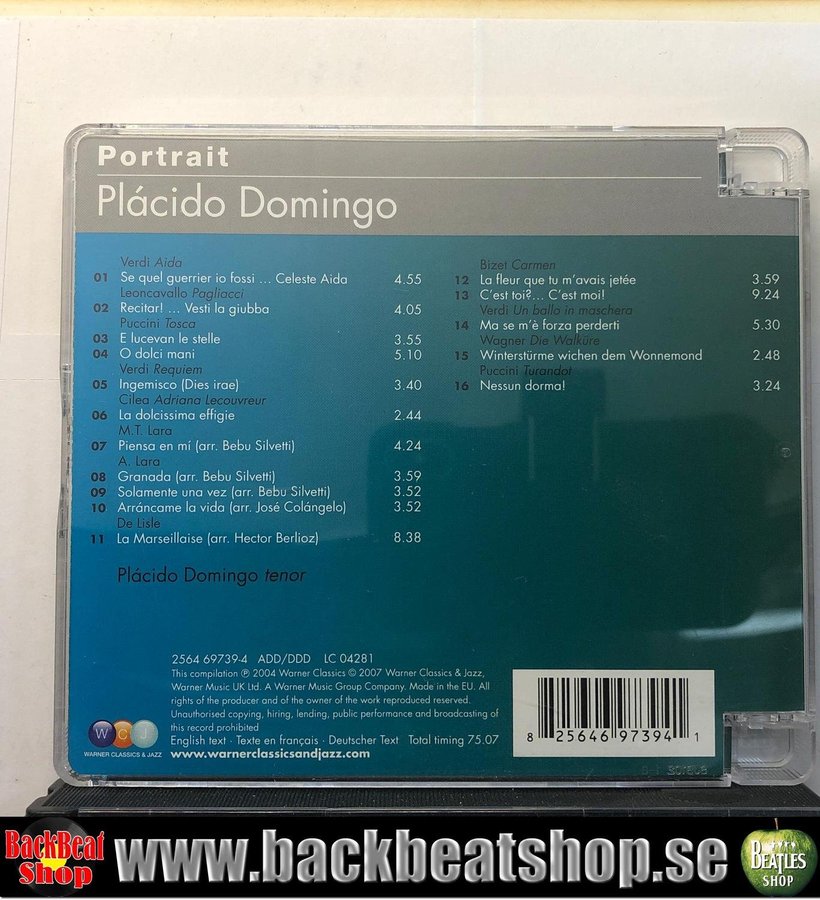 Portrait
Plácido Domingo
Verdi Aida
01 Se quel guerrier io fossi ... Celeste Aida 4.55
Leoncavallo Pagliacci
02 Recitar! ... Vesti la giubba 4.05
Puccini Tosca
03 E lucevan le stelle 3.55
04 O dolci mani 5.10
Verdi Requiem
05 Ingemisco (Dies irae) 3.40
Cilea Adriana Lecouvreur
06 La dolcissima effigie 2.44
M.T. Lara
07 Piensa en mí (arr. Bebu Silvetti) 4.24
A. Lara
08 Granada (arr. Bebu Silvetti) 3.59
09 Solamente una vez (arr. Bebu Silvetti) 3.52
10 Arráncame la vida (arr. José Colángelo) 3.52
De Lisle
11 La Marseillaise (arr. Hector Berlioz) 8.38
Plácido Domingo tenor
Bizet Carmen
12 La fleur que tu m'avais jetée 3.59
13 C'est toi?... C'est moi! 9.24
Verdi Un ballo in maschera
14 Ma se m'è forza perderti 5.30
Wagner Die Walküre
15 Winterstürme wichen dem Wonnemond 2.48
Puccini Turandot
16 Nessun dorma! 3.24
2564 69739-4 ADD/DDD LC 04281
This compilation ℗ 2004 Warner Classics © 2007 Warner Classics & Jazz,
Warner Music UK Ltd. A Warner Music Group Company. Made in the EU. All
rights of the producer and of the owner of the work reproduced reserved.
Unauthorised copying, hiring, lending, public performance and broadcasting of
this record prohibited
English text · Texte en français · Deutscher Text Total timing 75.07
www.warnerclassicsandjazz.com
W C J
WARNER CLASSICS & JAZZ
8 25646 97394 1
BackBeat
Shop
www.backbeatshop.se
BEATLES
SHOP